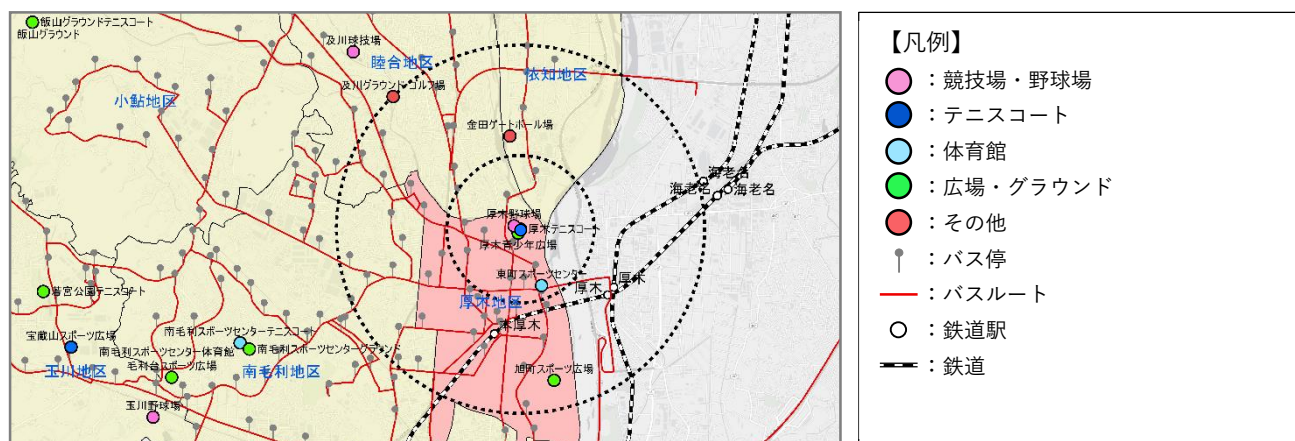 飯山グラウンドテニスコート
飯山グラウンド
及川球技場
睦合地区
依知地区
及川グラウンド・ゴルフ場
小鮎地区
金田ゲートボール場
海老名
海老名
海老名
厚木野球場
厚木テニスコート
厚木青少年広場
東町スポーツセンター
厚木
厚木
若宮公園テニスコート
厚木地区
本厚木
宝蔵山スポーツ広場
南毛利スポーツセンターテニスコート
南毛利スポーツセンター体育館
南毛利スポーツセンターグラウンド
毛利台スポーツ広場
玉川地区
南毛利地区
旭町スポーツ広場
玉川野球場
【凡例】
：競技場・野球場
：テニスコート
：体育館
：広場・グラウンド
：その他
：バス停
：バスルート
：鉄道駅
：鉄道